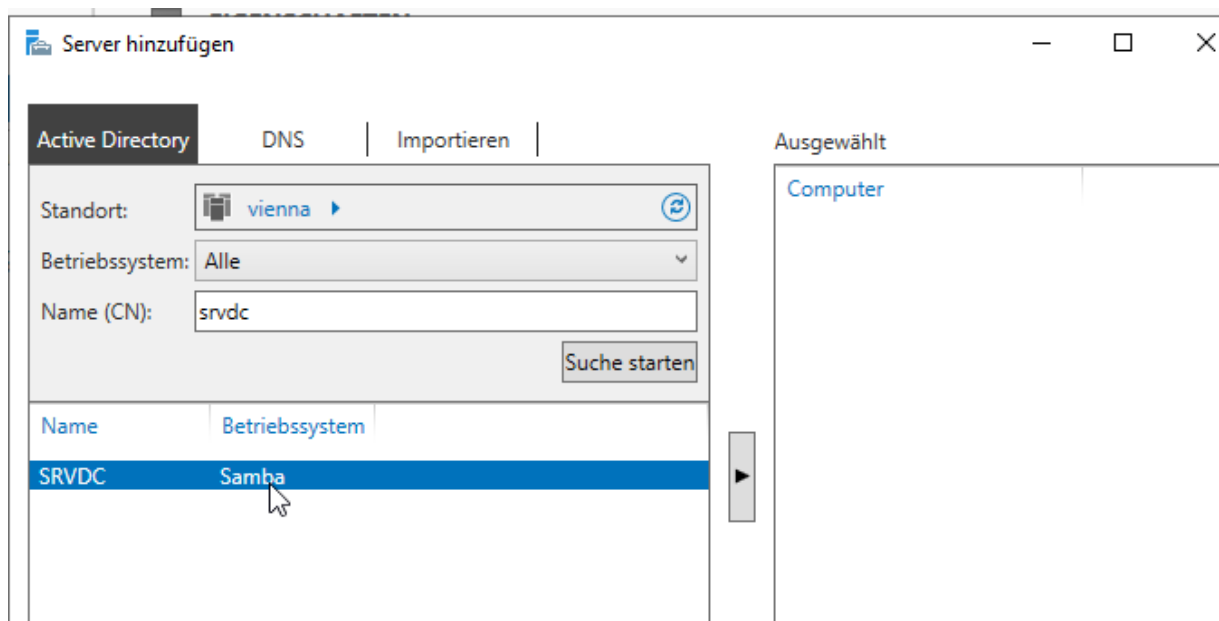 Server hinzufügen
Active Directory
DNS
Importieren
Standort:
vienna
Betriebssystem:
Alle
Name (CN):
srvdc
Suche starten
Name
Betriebssystem
SRVDC
Samba
Ausgewählt
Computer